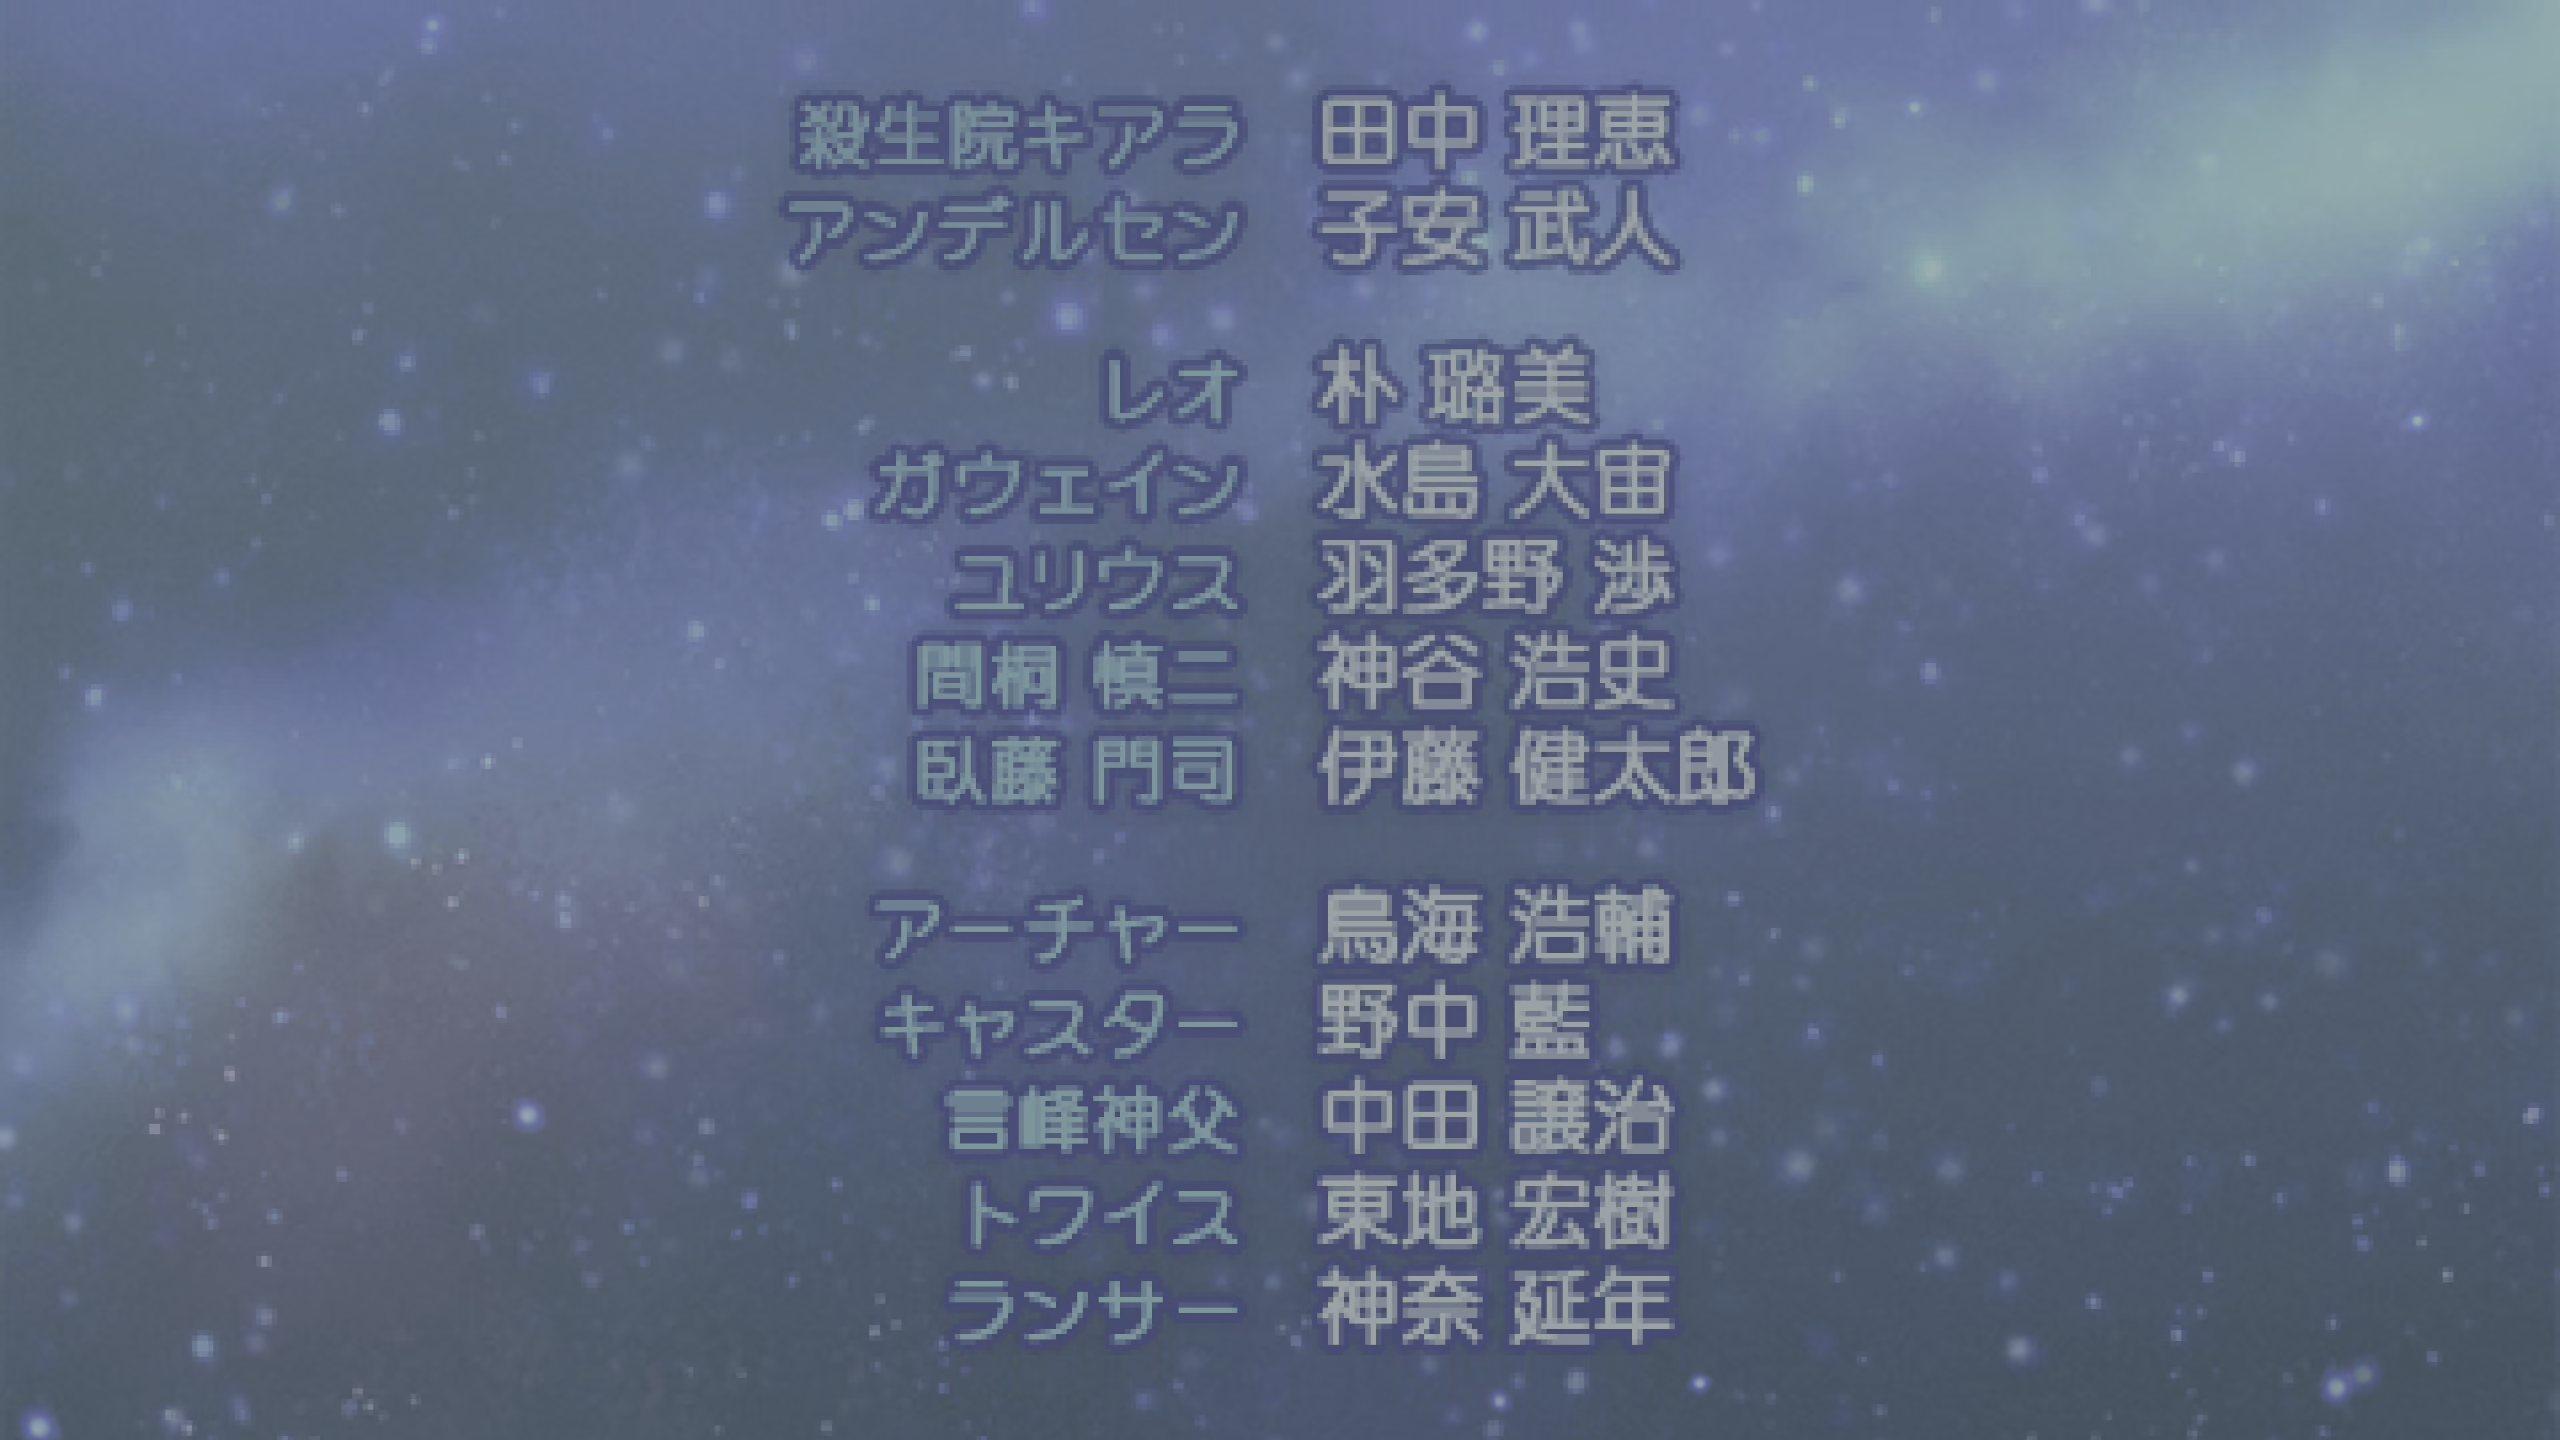 殺生院キアラ 田中 理恵
アンデルセン 子安 武人
レオ 朴 璐美
ガウェイン 水島 大宙
ユリウス 羽多野 渉
間桐 慎二 神谷 浩史
臥藤 門司 伊藤 健太郎
アーチャー 鳥海 浩輔
キャスター 野中 藍
言峰神父 中田 譲治
トワイス 東地 宏樹
ランサー 神奈 延年